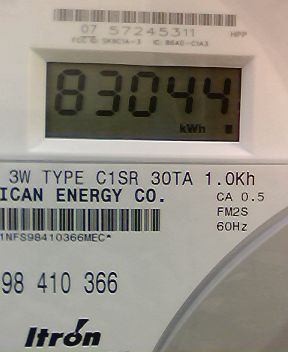 07 57245311
HPP
83044
kWh
3W TYPE C1SR 30TA 1.0Kh
ICAN ENERGY CO.
CA 0.5
FM2S
60Hz
1NFS98410366MEC*
98 410 366
Itron